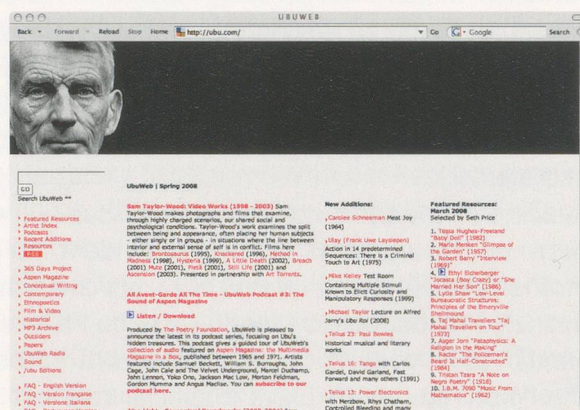 UBUWEB
Back Forward Reload Stop Home http://ubu.com/ Go Google Search
GO
Search UbuWeb **
Featured Resources
Artist Index
Podcasts
Recent Additions
Resources
365 Days Project
Aspen Magazine
Conceptual Writing
Contemporary
Ethnopoetics
Film & Video
Historical
MP3 Archive
Outsiders
Papers
UbuWeb Radio
Sound
/ubu Editions
FAQ - English Version
FAQ - Version Française
FAQ - Versione Italiana
UbuWeb | Spring 2008
Sam Taylor-Wood: Video Works (1998 - 2003) Sam
Taylor-Wood makes photographs and films that examine,
through highly charged scenarios, our shared social and
psychological conditions. Taylor-Wood's work examines the split
between being and appearance, often placing her human subjects
- either singly or in groups - in situations where the line between
interior and external sense of self is in conflict. Films here
include: Brontosaurus (1995), Knackered (1996), Method in
Madness (1998), Hysteria (1999), A Little Death (2002), Breach
(2001) Mute (2001), Pietà (2001), Still Life (2001) and
Ascension (2003). Presented in partnership with Art Torrents.
All Avant-Garde All The Time - UbuWeb Podcast #3: The
Sound of Aspen Magazine
Listen / Download
Produced by The Poetry Foundation, UbuWeb is pleased to
announce the latest in its podcast series, focusing on Ubu's
hidden treasures. This podcast gives a guided tour of UbuWeb's
collection of audio featured on Aspen Magazine: the Multimedia
Magazine in a Box, published between 1965 and 1971. Artists
featured include Samuel Beckett, William S. Burroughs, John
Cage, John Cale and The Velvet Underground, Marcel Duchamp,
John Lennon, Yoko Ono, Jackson Mac Low, Morton Feldman,
Gordon Mumma and Angus Maclise. You can subscribe to our
podcast here.
New Additions:
Carolee Schneeman Meat Joy
(1964)
Ulay (Frank Uwe Laysiepen)
Action in 14 predetermined
Sequences: There is a Criminal
Touch to Art (1975)
Mike Kelley Test Room
Containing Multiple Stimuli
Known to Elicit Curiosity and
Manipulatory Responses (1999)
Michael Taylor Lecture on Alfred
Jarry's Ubu Roi (2008)
Tellus 23: Paul Bowles
Historical musical and literary
works
Tellus 16: Tango with Carlos
Gardel, David Garland, Fast
Forward and many others (1991)
Tellus 13: Power Electronics
with Merzbow, Rhys Chatham,
Controlled Bleeding and many
Featured Resources:
March 2008
Selected by Seth Price
1. Tessa Hughes-Freeland
"Baby Doll" (1982)
2. Marie Menken "Glimpse of
the Garden" (1957)
3. Robert Barry "Interview
(1969)"
4. Ethyl Eichelberger
"Jocasta (Boy Crazy) or "She
Married Her Son" (1986)
5. Lytle Shaw "Low-Level
Bureaucratic Structures:
Principles of the Emeryville
Shellmound
6. Taj Mahal Travellers "Taj
Mahal Travellers on Tour"
(1973)
7. Asger Jorn "Pataphysics: A
Religion in the Making"
8. Racter "The Policeman's
Beard Is Half-Constructed"
(1984)
9. Tristan Tzara "A Note on
Negro Poetry" (1918)
10. I.B.M. 7090 "Music From
Mathematics" (1962)